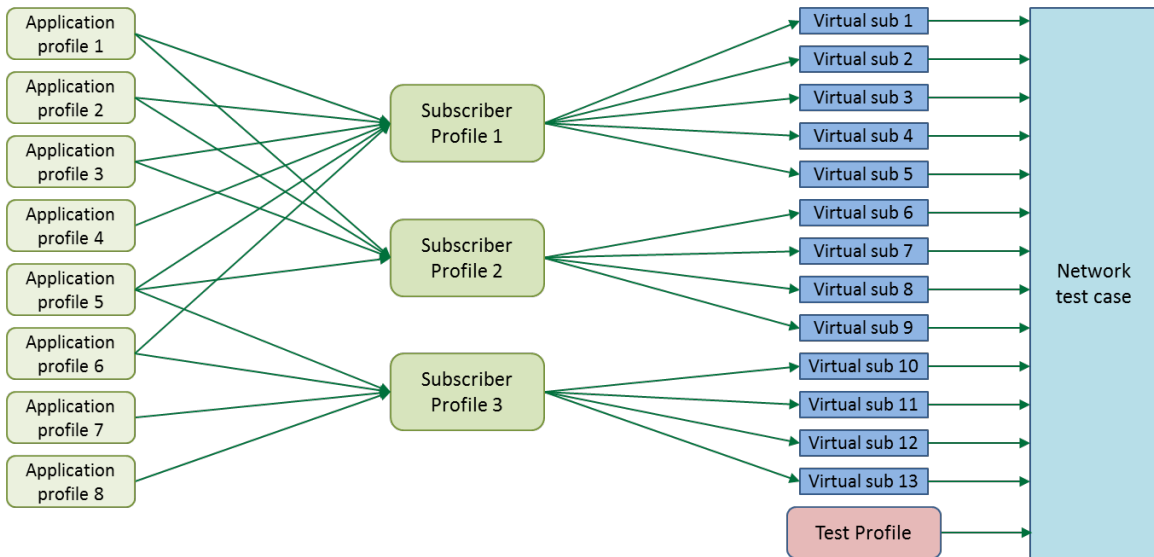 Application
profile 1
Application
profile 2
Application
profile 3
Application
profile 4
Application
profile 5
Application
profile 6
Application
profile 7
Application
profile 8
Subscriber
Profile 1
Subscriber
Profile 2
Subscriber
Profile 3
Virtual sub 1
Virtual sub 2
Virtual sub 3
Virtual sub 4
Virtual sub 5
Virtual sub 6
Virtual sub 7
Virtual sub 8
Virtual sub 9
Virtual sub 10
Virtual sub 11
Virtual sub 12
Virtual sub 13
Test Profile
Network
test case